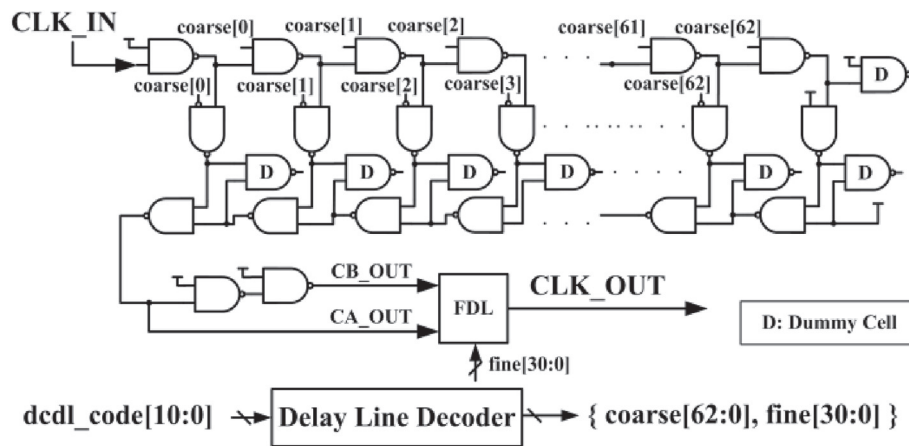 CLK_IN
coarse[0] coarse[1] coarse[2] coarse[61] coarse[62]
D
coarse[0] coarse[1] coarse[2] coarse[3] coarse[62]
D D D D D D
CB_OUT
CLK_OUT
CA_OUT
FDL
D: Dummy Cell
fine[30:0]
dcdl_code[10:0] Delay Line Decoder { coarse[62:0], fine[30:0] }